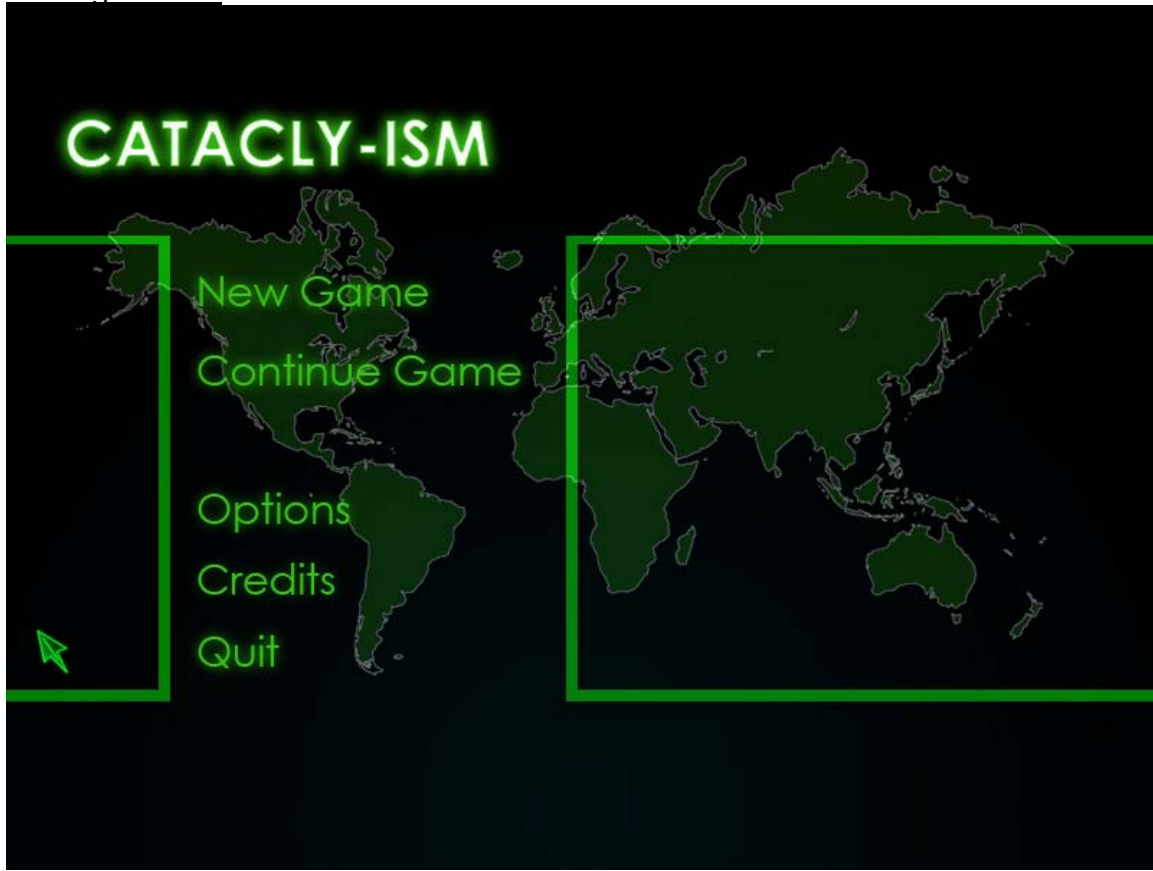 CATACLY-ISM
New Game
Continue Game
Options
Credits
Quit